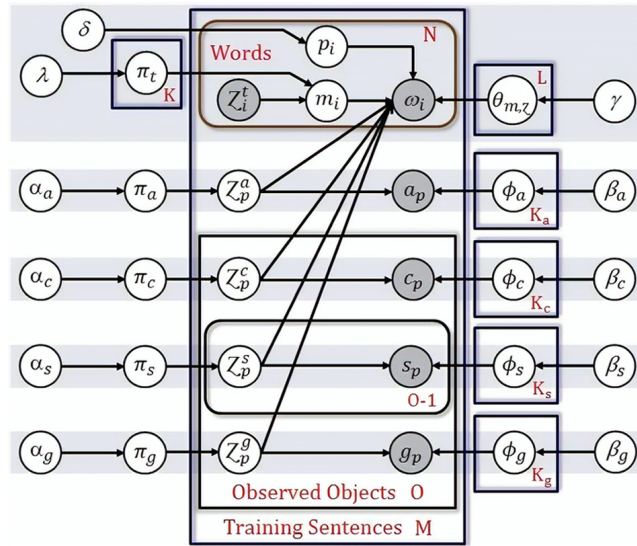 δ p_i N
Words
λ π_t K Z_i^t m_i ω_i θ_{m,z} L γ
α_a π_a Z_p^a a_p ϕ_a K_a β_a
α_c π_c Z_p^c c_p ϕ_c K_c β_c
α_s π_s Z_p^s s_p ϕ_s K_s β_s
O-1
α_g π_g Z_p^g g_p ϕ_g K_g β_g
Observed Objects O
Training Sentences M